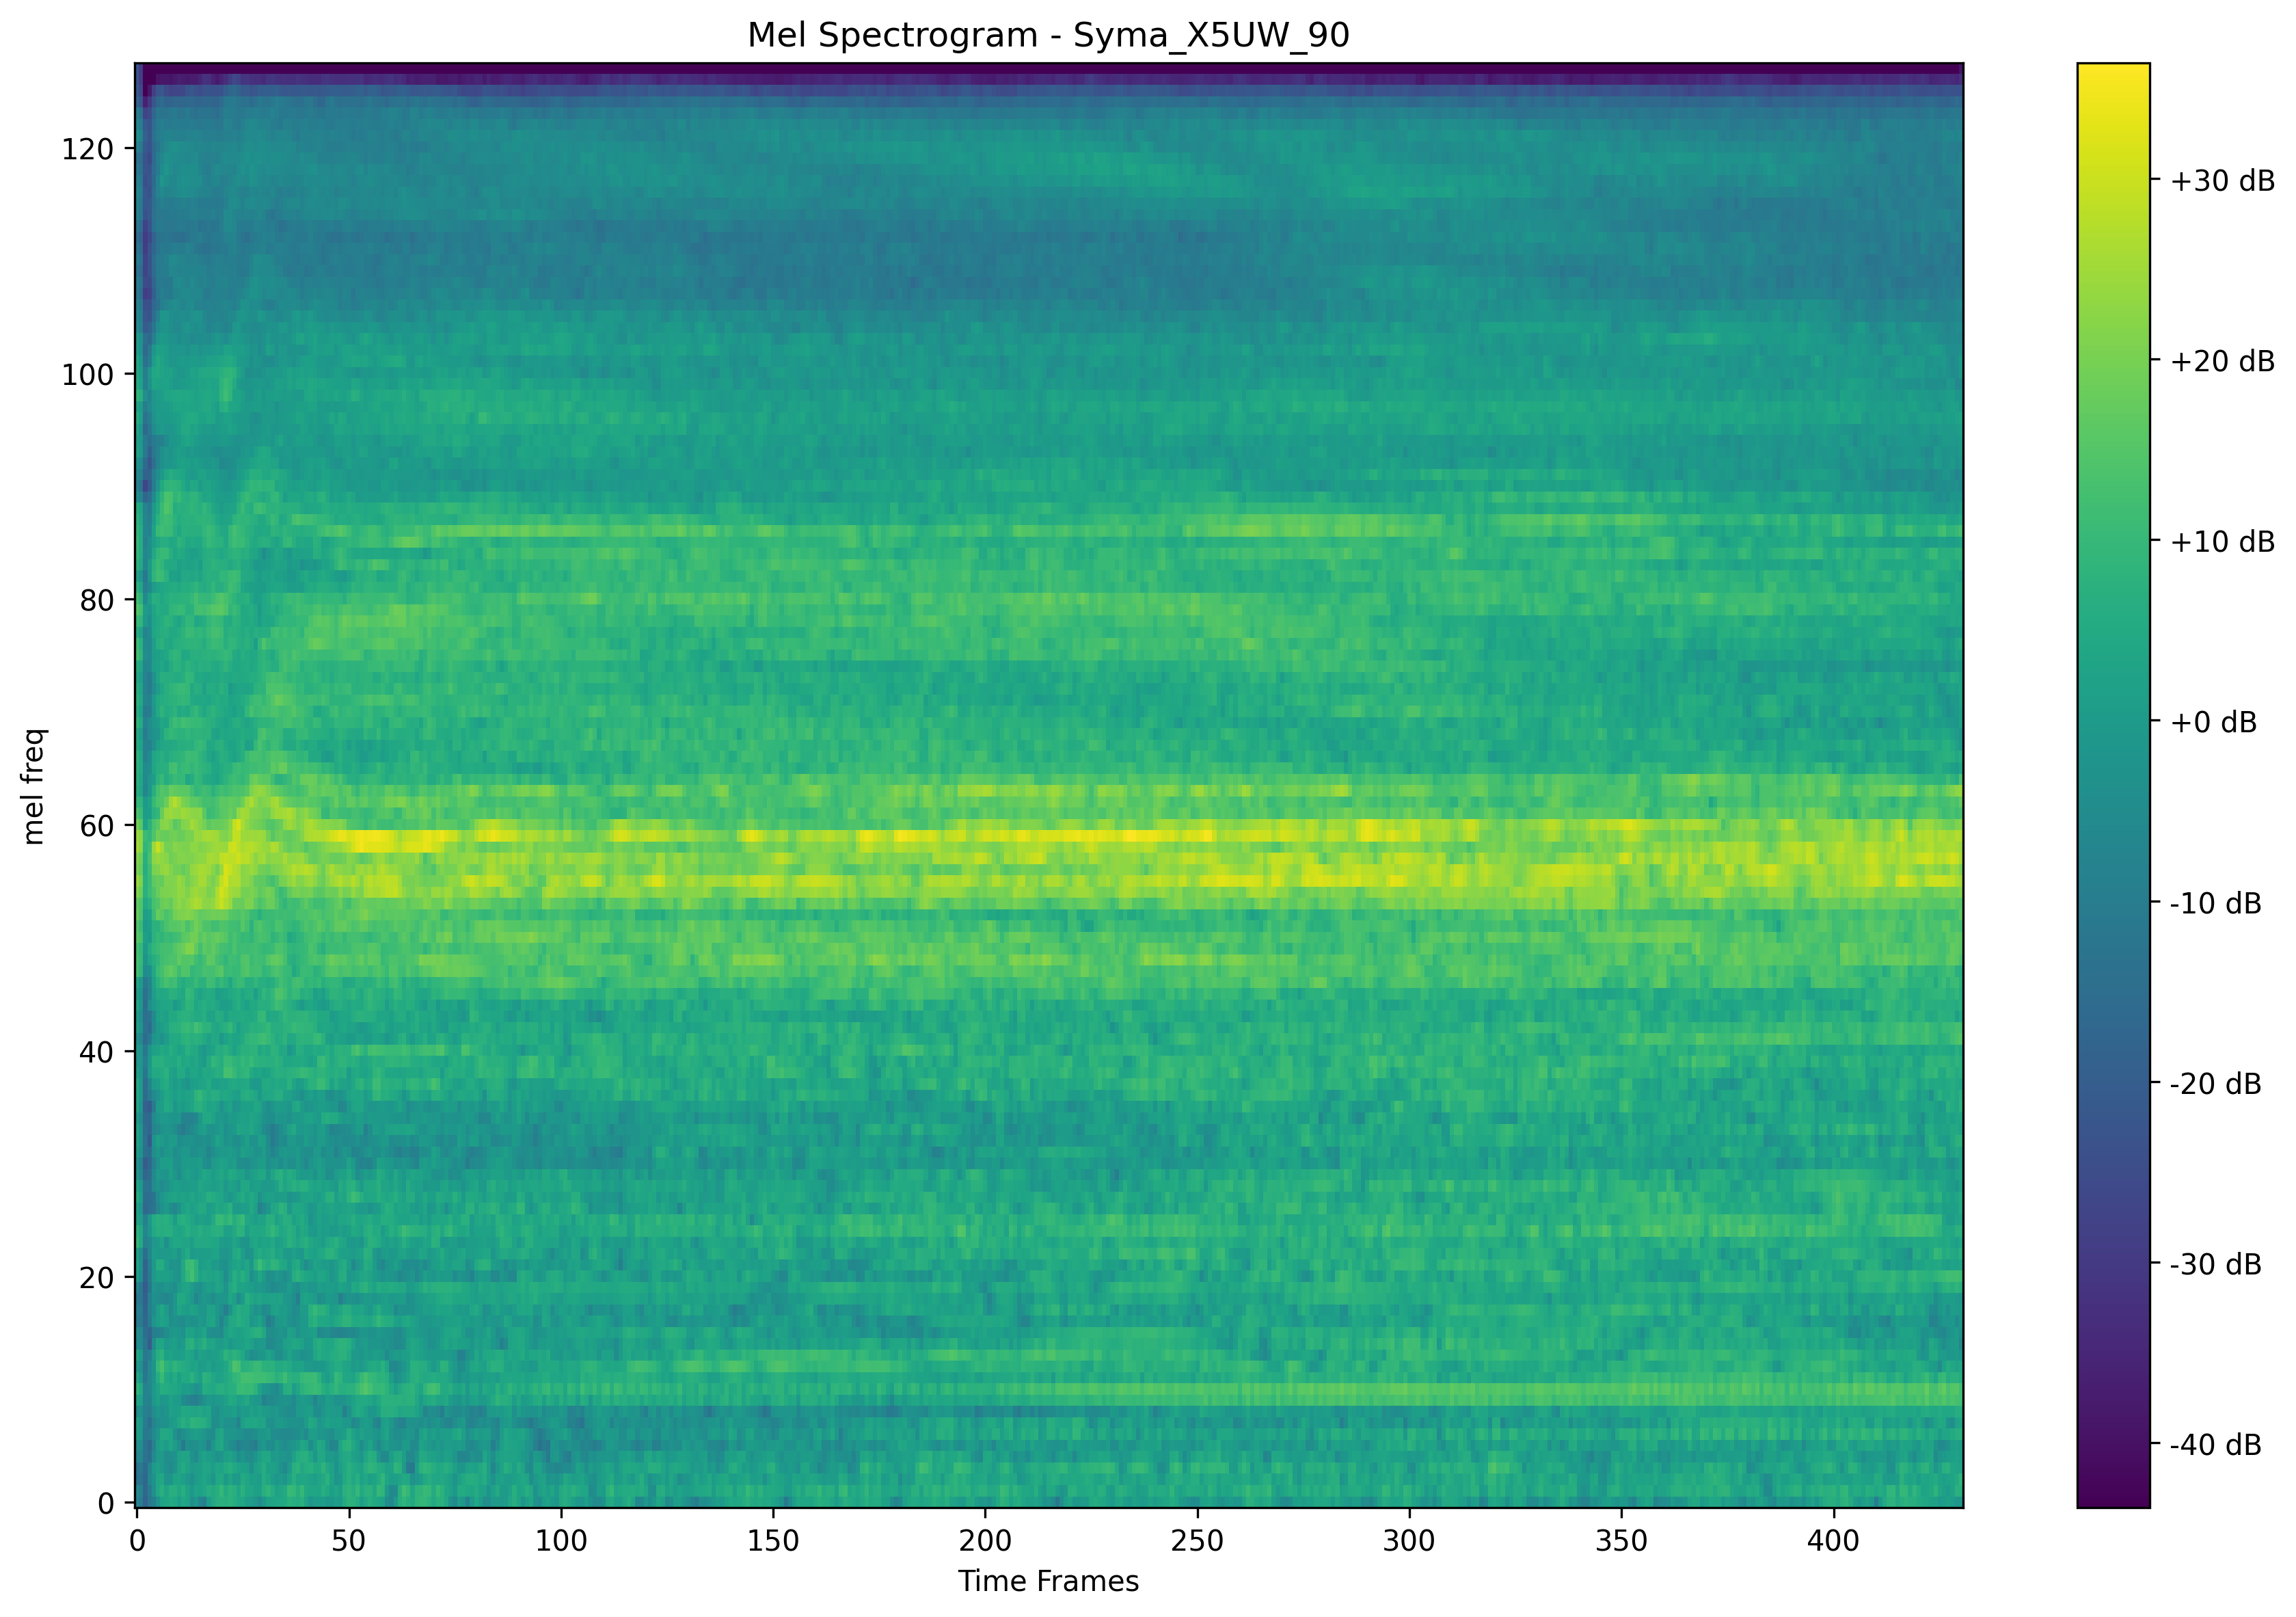 Mel Spectrogram - Syma_X5UW_90
mel freq
120
100
80
60
40
20
0
0 50 100 150 200 250 300 350 400
Time Frames
+30 dB
+20 dB
+10 dB
+0 dB
-10 dB
-20 dB
-30 dB
-40 dB